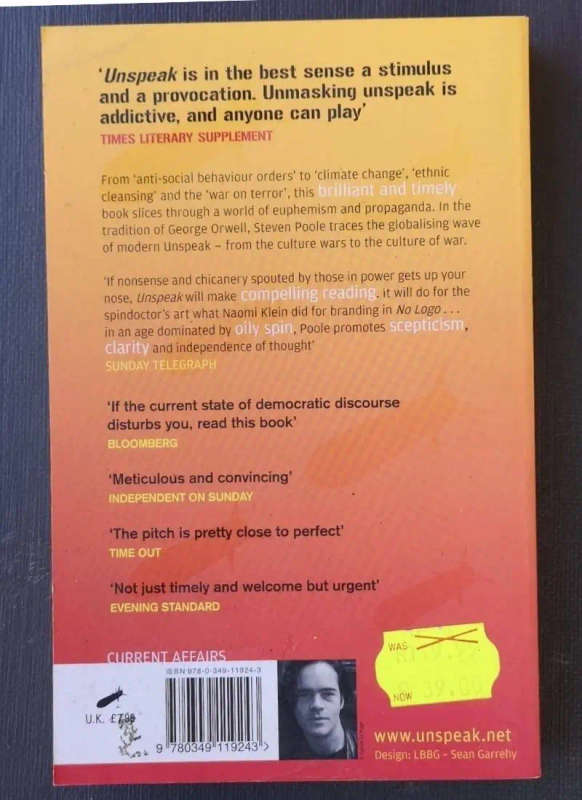 ‘Unspeak is in the best sense a stimulus
and a provocation. Unmasking unspeak is
addictive, and anyone can play’
TIMES LITERARY SUPPLEMENT
From ‘anti-social behaviour orders’ to ‘climate change’, ‘ethnic
cleansing’ and the ‘war on terror’, this brilliant and timely
book slices through a world of euphemism and propaganda. In the
tradition of George Orwell, Steven Poole traces the globalising wave
of modern Unspeak – from the culture wars to the culture of war.
‘If nonsense and chicanery spouted by those in power gets up your
nose, Unspeak will make compelling reading. it will do for the
spindoctor's art what Naomi Klein did for branding in No Logo . . .
in an age dominated by oily spin, Poole promotes scepticism,
clarity and independence of thought’
SUNDAY TELEGRAPH
‘If the current state of democratic discourse
disturbs you, read this book’
BLOOMBERG
‘Meticulous and convincing’
INDEPENDENT ON SUNDAY
‘The pitch is pretty close to perfect’
TIME OUT
‘Not just timely and welcome but urgent’
EVENING STANDARD
CURRENT AFFAIRS
ISBN 978-0-349-11924-3
U.K.
9 780349 119243>
WAS
NOW 39.00
www.unspeak.net
Design: LBBG - Sean Garrehy